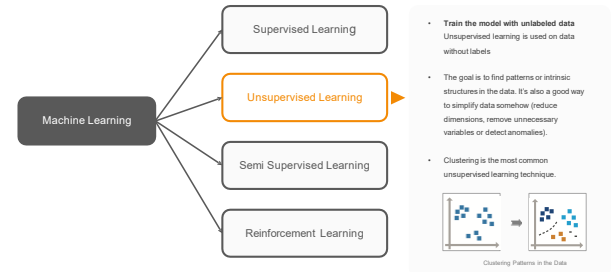 Machine Learning
Supervised Learning
Unsupervised Learning
Semi Supervised Learning
Reinforcement Learning
• Train the model with unlabeled data
Unsupervised learning is used on data
without labels
• The goal is to find patterns or intrinsic
structures in the data. It's also a good way
to simplify data somehow (reduce
dimensions, remove unnecessary
variables or detect anomalies).
• Clustering is the most common
unsupervised learning technique.
Clustering Patterns in the Data